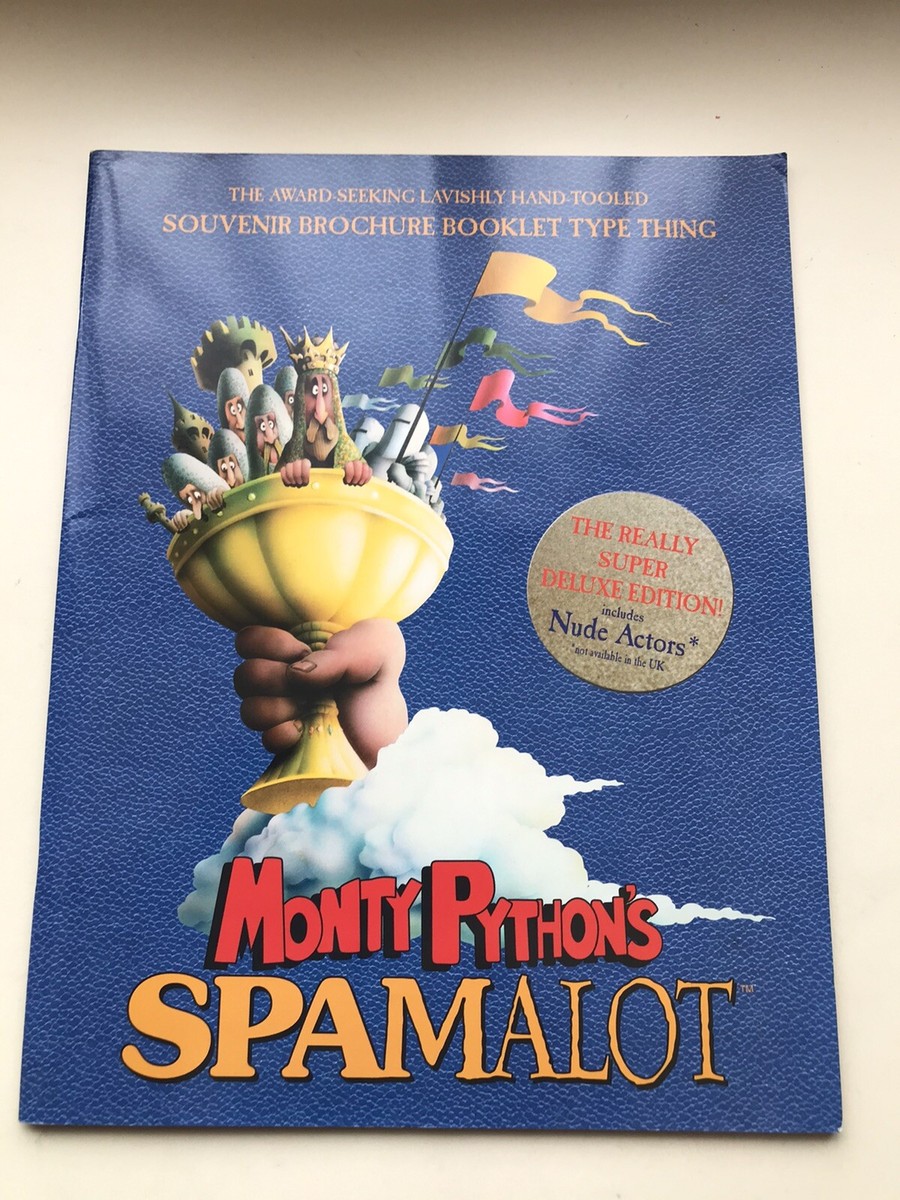 THE AWARD-SEEKING LAVISHLY HAND-TOOLED
SOUVENIR BROCHURE BOOKLET TYPE THING
THE REALLY
SUPER
DELUXE EDITION!
includes
Nude Actors*
*not available in the UK
MONTY PYTHON'S
SPAMALOT™